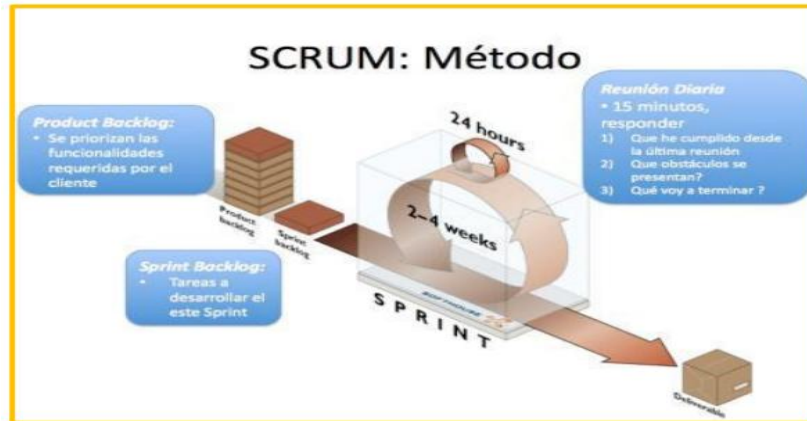 SCRUM: Método
Product Backlog:
• Se priorizan las
funcionalidades
requeridas por el
cliente
24 hours
Reunión Diaria
• 15 minutos,
responder
1) Que he cumplido desde
la última reunión
2) Que obstáculos se
presentan?
3) Qué voy a terminar ?
Product
backlog
Sprint
backlog
2–4 weeks
Sprint Backlog:
• Tareas a
desarrollar el
este Sprint
SOFTHOUSE
SPRINT
Deliverable